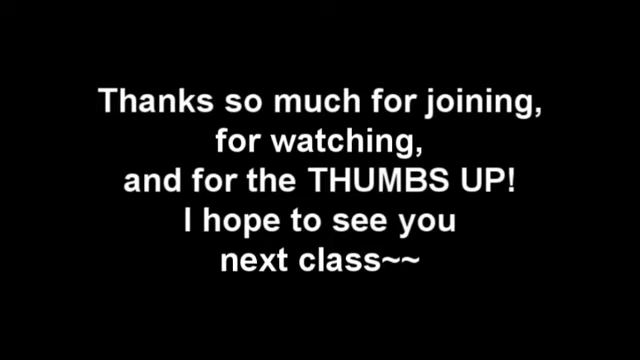 Thanks so much for joining,
for watching,
and for the THUMBS UP!
I hope to see you
next class~~